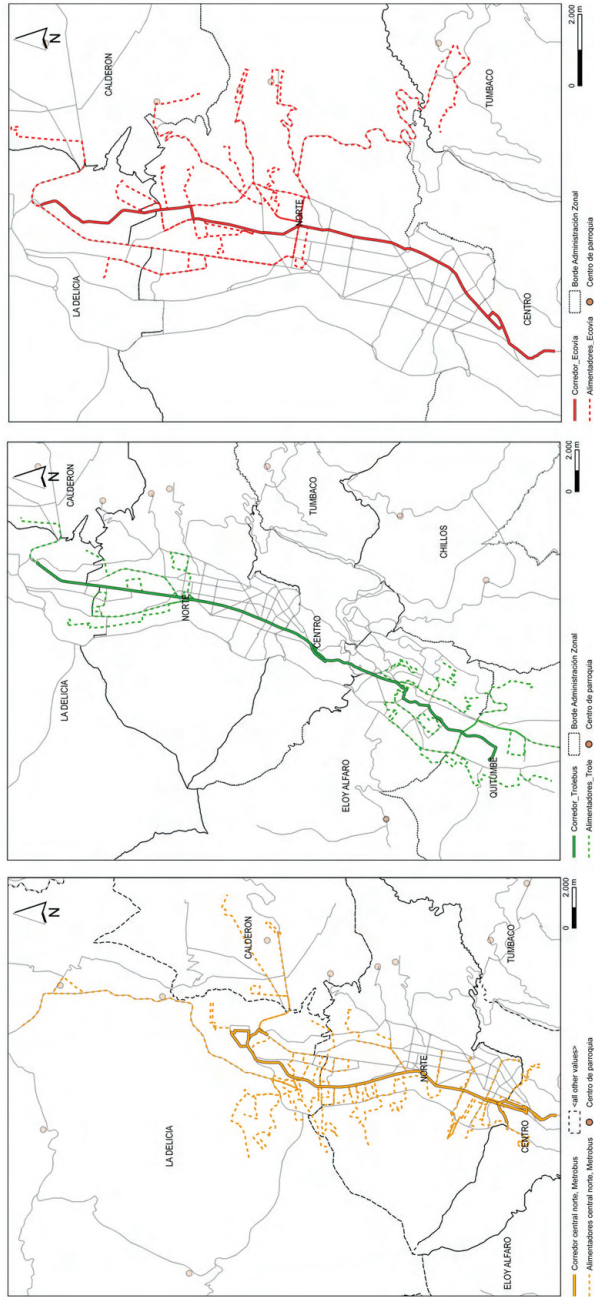 N
CALDERON
LA DELICIA
NORTE
TUMBACO
CENTRO
ELOY ALFARO
Corredor central norte, Metrobus
<all other values>
Alimentadores central norte, Metrobus
Centro de parroquia
0 2.000 m
N
CALDERON
LA DELICIA
NORTE
TUMBACO
CENTRO
CHILLOS
ELOY ALFARO
QUITUMBE
Corredor_Trolebus
Borde Administración Zonal
Alimentadores_Trole
Centro de parroquia
0 2.000 m
N
CALDERON
LA DELICIA
NORTE
TUMBACO
CENTRO
Corredor_Ecovía
Borde Administración Zonal
Alimentadores_Ecovía
Centro de parroquia
0 2.000 m